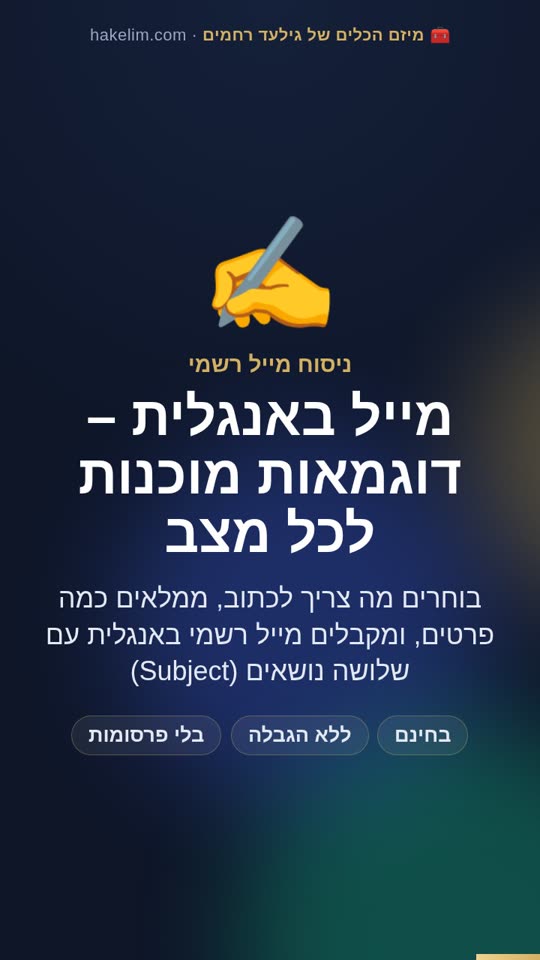 🧰 מיזם הכלים של גילעד רחמים · hakelim.com
ניסוח מייל רשמי
מייל באנגלית –
דוגמאות מוכנות
לכל מצב
בוחרים מה צריך לכתוב, ממלאים כמה
פרטים, ומקבלים מייל רשמי באנגלית עם
שלושה נושאים (Subject)
בחינם
ללא הגבלה
בלי פרסומות